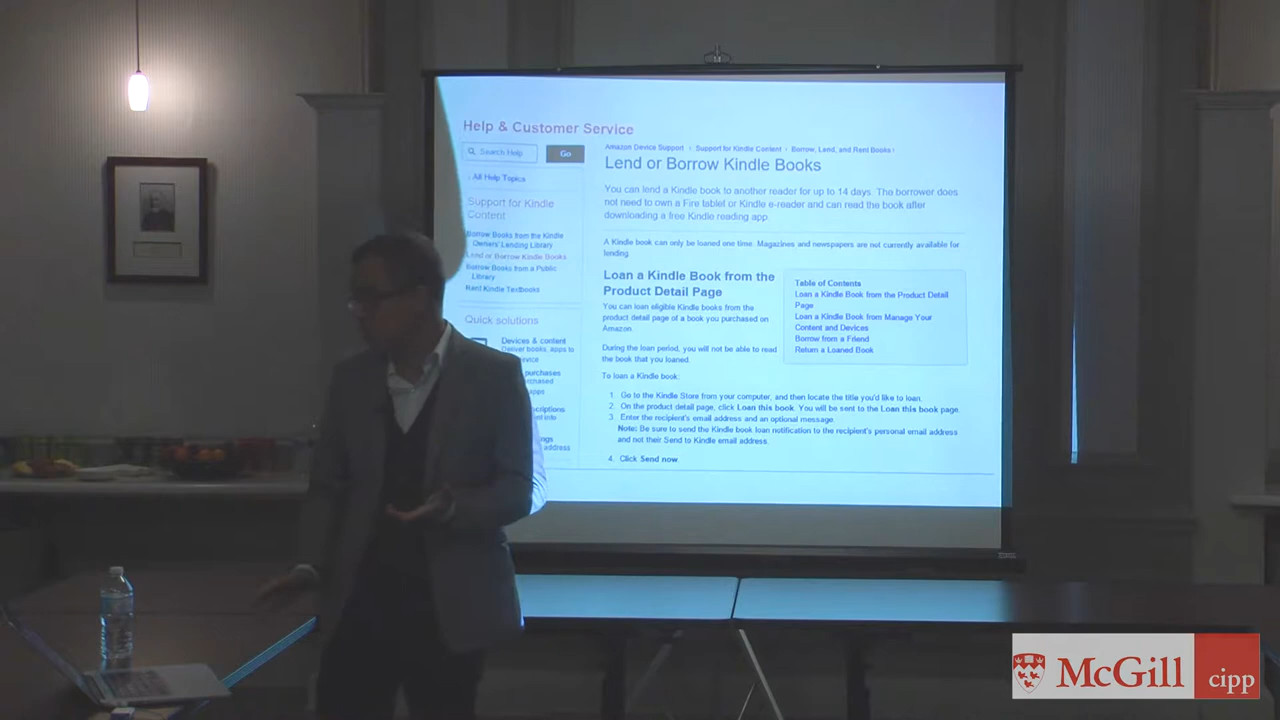 Help & Customer Service
Search Help
Go
All Help Topics
Support for Kindle
Content
Borrow Books from the Kindle
Owners' Lending Library
Lend or Borrow Kindle Books
Borrow Books from a Public
Library
Rent Kindle Textbooks
Quick solutions
Devices & content
Deliver books, apps to
purchases
apps
address
Amazon Device Support › Support for Kindle Content › Borrow, Lend, and Rent Books ›
Lend or Borrow Kindle Books
You can lend a Kindle book to another reader for up to 14 days. The borrower does
not need to own a Fire tablet or Kindle e-reader and can read the book after
downloading a free Kindle reading app.
A Kindle book can only be loaned one time. Magazines and newspapers are not currently available for
lending.
Loan a Kindle Book from the
Product Detail Page
You can loan eligible Kindle books from the
product detail page of a book you purchased on
Amazon.
During the loan period, you will not be able to read
the book that you loaned.
To loan a Kindle book:
1. Go to the Kindle Store from your computer, and then locate the title you'd like to loan.
2. On the product detail page, click Loan this book. You will be sent to the Loan this book page.
3. Enter the recipient's email address and an optional message.
Note: Be sure to send the Kindle book loan notification to the recipient's personal email address
and not their Send to Kindle email address.
4. Click Send now.
Table of Contents
Loan a Kindle Book from the Product Detail
Page
Loan a Kindle Book from Manage Your
Content and Devices
Borrow from a Friend
Return a Loaned Book
McGill
cipp